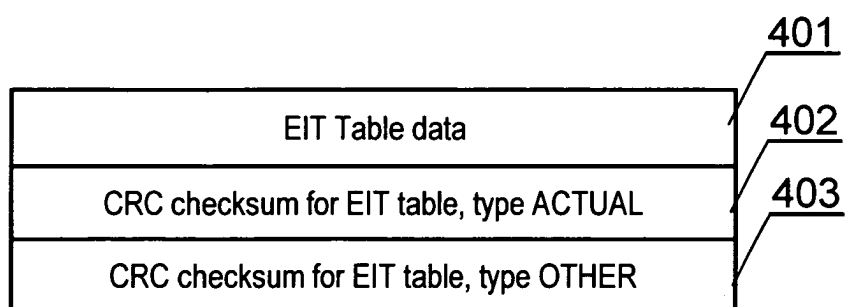 401
EIT Table data
402
CRC checksum for EIT table, type ACTUAL
403
CRC checksum for EIT table, type OTHER